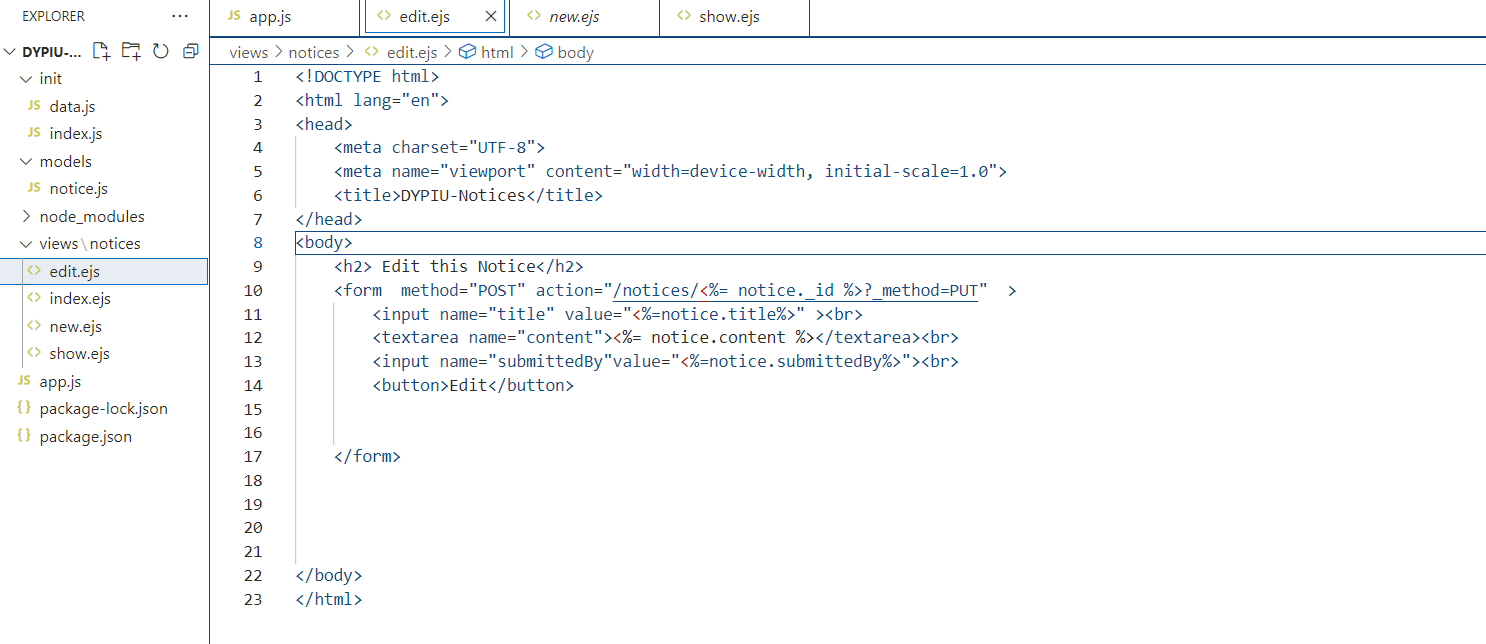 EXPLORER ...
DYPIU-...
init
JS data.js
JS index.js
models
JS notice.js
node_modules
views\notices
<> edit.ejs
<> index.ejs
<> new.ejs
<> show.ejs
JS app.js
{} package-lock.json
{} package.json
JS app.js <> edit.ejs <> new.ejs <> show.ejs
views > notices > <> edit.ejs > html > body
1 <!DOCTYPE html>
2 <html lang="en">
3 <head>
4 <meta charset="UTF-8">
5 <meta name="viewport" content="width=device-width, initial-scale=1.0">
6 <title>DYPIU-Notices</title>
7 </head>
8 <body>
9 <h2> Edit this Notice</h2>
10 <form  method="POST" action="/notices/<%= notice._id %>?_method=PUT"  >
11 <input name="title" value="<%=notice.title%>" ><br>
12 <textarea name="content"><%= notice.content %></textarea><br>
13 <input name="submittedBy"value="<%=notice.submittedBy%>"><br>
14 <button>Edit</button>
15
16
17 </form>
18
19
20
21
22 </body>
23 </html>